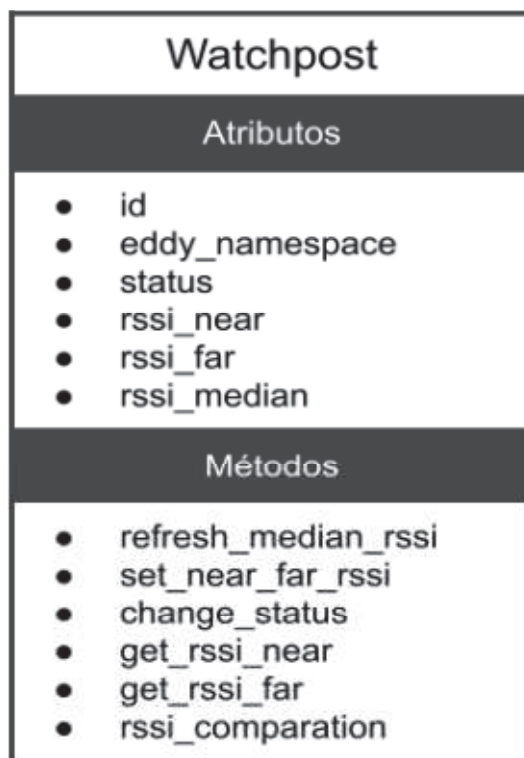 Watchpost
Atributos
● id
● eddy_namespace
● status
● rssi_near
● rssi_far
● rssi_median
Métodos
● refresh_median_rssi
● set_near_far_rssi
● change_status
● get_rssi_near
● get_rssi_far
● rssi_comparation